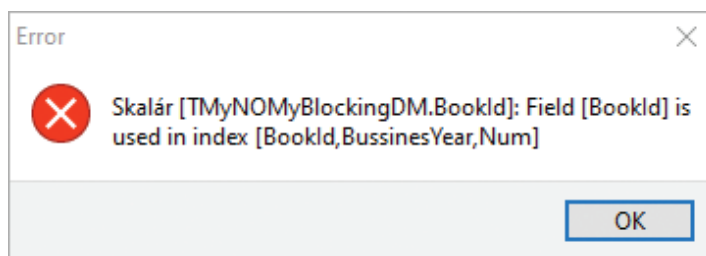 Error
Skalár [TMyNOMyBlockingDM.BookId]: Field [BookId] is
used in index [BookId,BussinesYear,Num]
OK